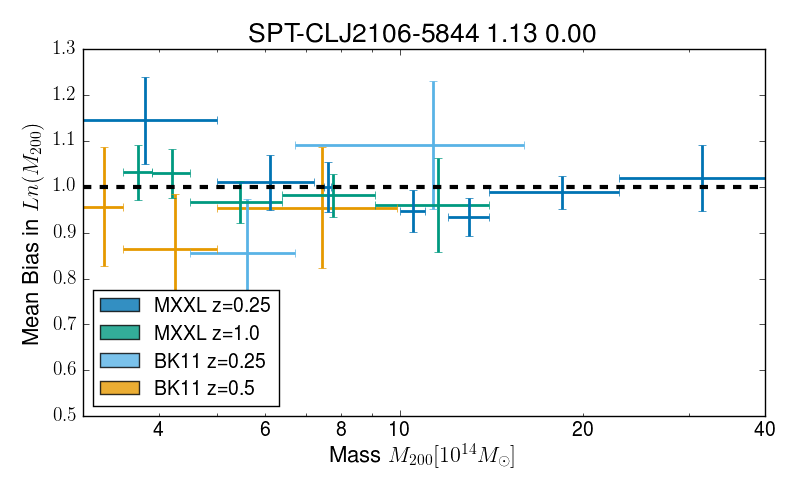 SPT-CLJ2106-5844 1.13 0.00
1.3
1.2
1.1
1.0
0.9
0.8
0.7
0.6
0.5
Mean Bias in Ln(M₂₀₀)
MXXL z=0.25
MXXL z=1.0
BK11 z=0.25
BK11 z=0.5
4 6 8 10 20 40
Mass M₂₀₀[10¹⁴M☉]